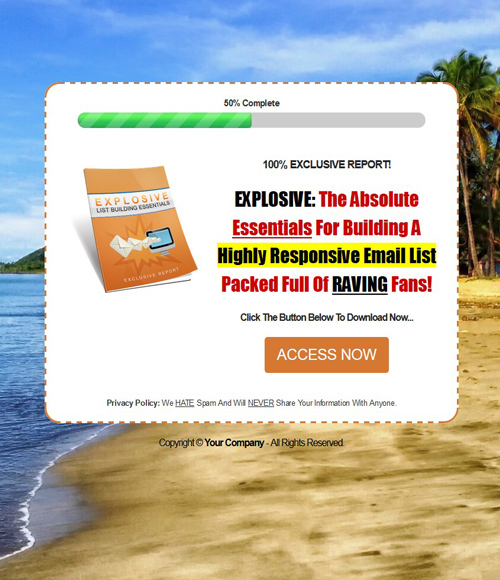 50% Complete
100% EXCLUSIVE REPORT!
EXPLOSIVE
LIST BUILDING ESSENTIALS
EXCLUSIVE REPORT
EXPLOSIVE: The Absolute
Essentials For Building A
Highly Responsive Email List
Packed Full Of RAVING Fans!
Click The Button Below To Download Now...
ACCESS NOW
Privacy Policy: We HATE Spam And Will NEVER Share Your Information With Anyone.
Copyright © Your Company - All Rights Reserved.